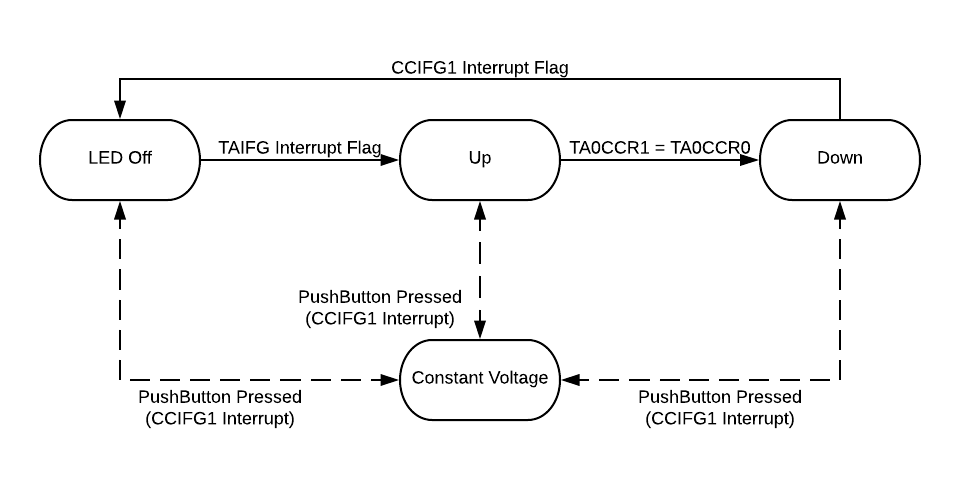 CCIFG1 Interrupt Flag
LED Off
TAIFG Interrupt Flag
Up
TA0CCR1 = TA0CCR0
Down
PushButton Pressed
(CCIFG1 Interrupt)
Constant Voltage
PushButton Pressed
(CCIFG1 Interrupt)
PushButton Pressed
(CCIFG1 Interrupt)